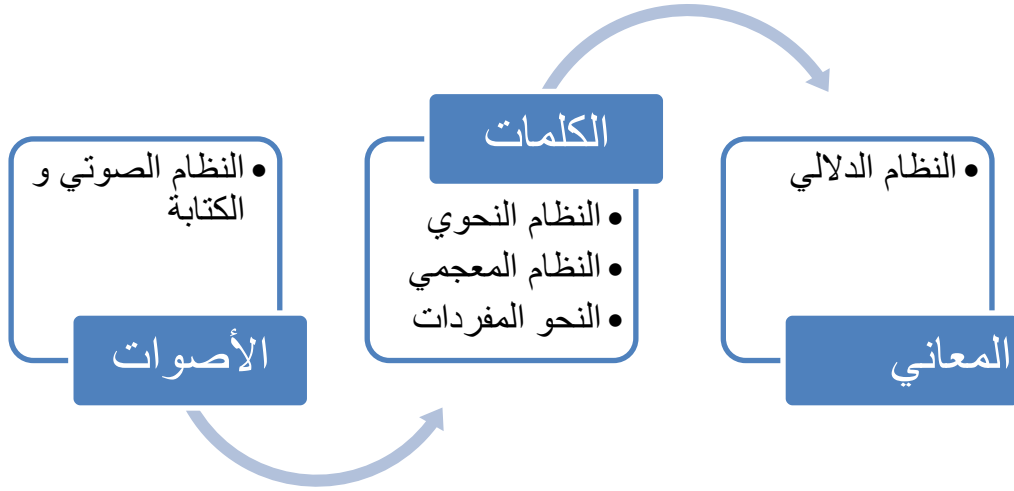 النظام الصوتي و
الكتابة
الأصوات
الكلمات
النظام النحوي
النظام المعجمي
النحو المفردات
النظام الدلالي
المعاني